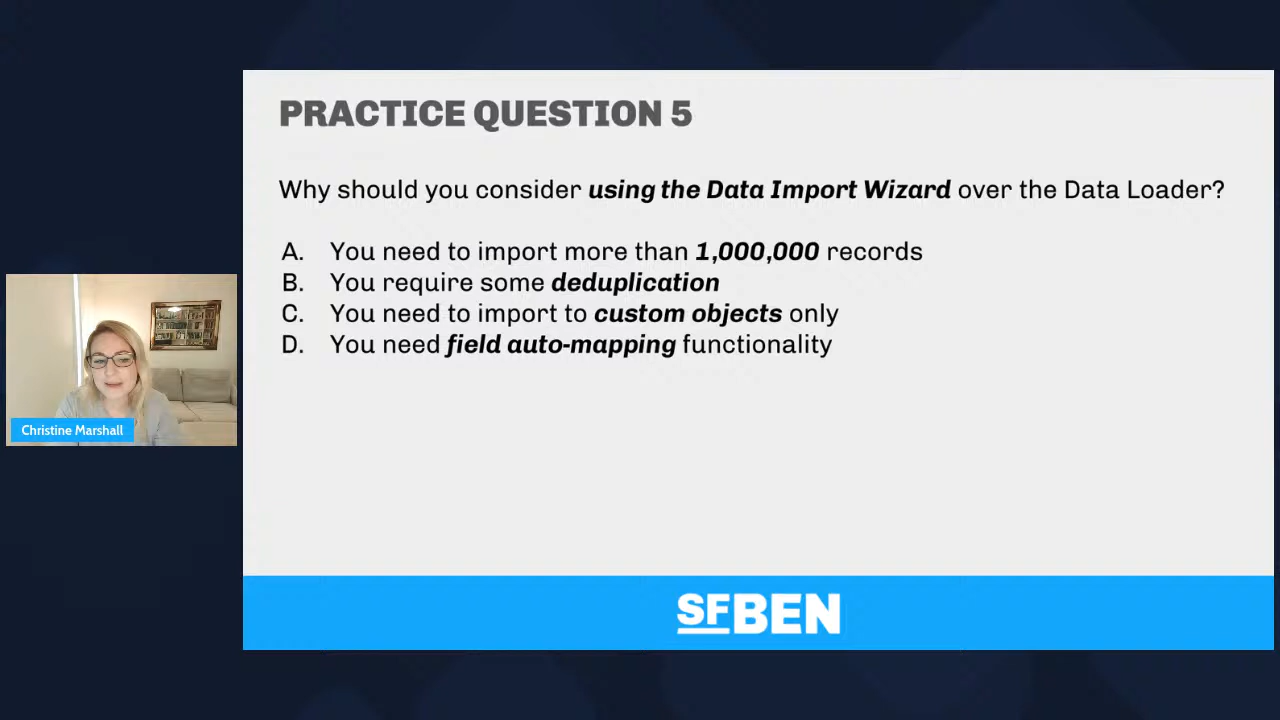 PRACTICE QUESTION 5
Why should you consider using the Data Import Wizard over the Data Loader?
A. You need to import more than 1,000,000 records
B. You require some deduplication
C. You need to import to custom objects only
D. You need field auto-mapping functionality
Christine Marshall
SFBEN